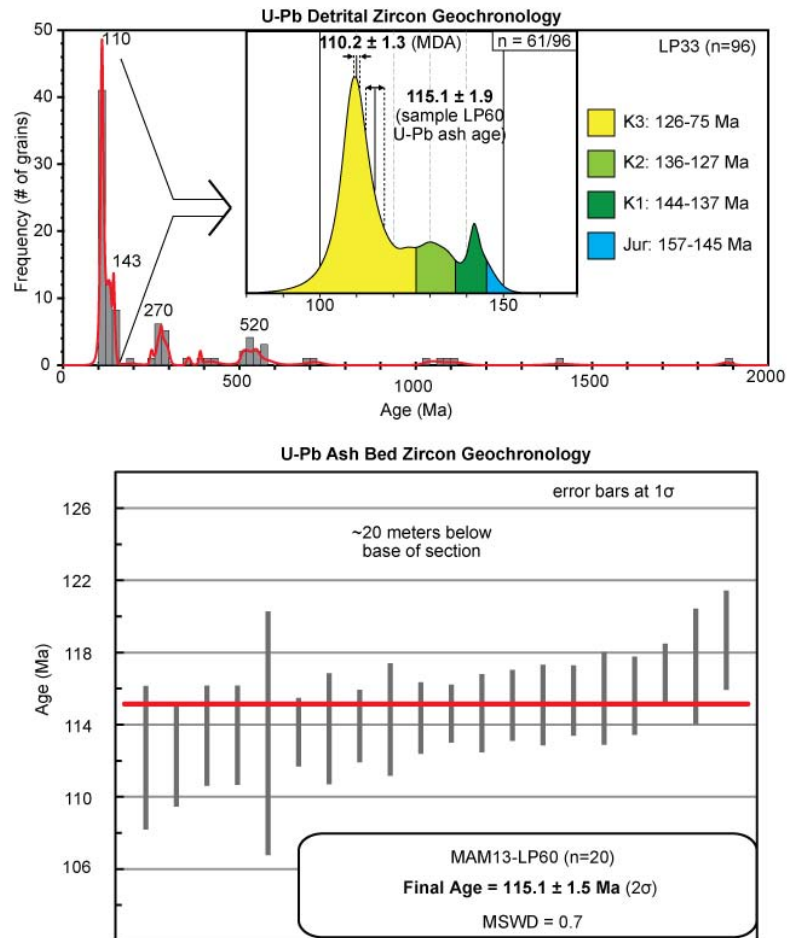 U-Pb Detrital Zircon Geochronology
50
40
30
20
10
0
Frequency (# of grains)
110
143
270
520
110.2 ± 1.3 (MDA)
n = 61/96
115.1 ± 1.9
(sample LP60
U-Pb ash age)
100
150
LP33 (n=96)
K3: 126-75 Ma
K2: 136-127 Ma
K1: 144-137 Ma
Jur: 157-145 Ma
0
500
1000
1500
2000
Age (Ma)
U-Pb Ash Bed Zircon Geochronology
error bars at 1σ
~20 meters below
base of section
126
122
118
114
110
106
Age (Ma)
MAM13-LP60 (n=20)
Final Age = 115.1 ± 1.5 Ma (2σ)
MSWD = 0.7